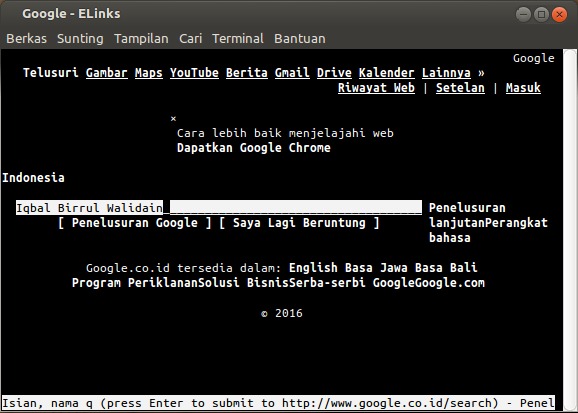 Google - ELinks
Berkas Sunting Tampilan Cari Terminal Bantuan
Google
Telusuri Gambar Maps YouTube Berita Gmail Drive Kalender Lainnya »
Riwayat Web | Setelan | Masuk
×
Cara lebih baik menjelajahi web
Dapatkan Google Chrome
Indonesia
Iqbal Birrul Walidain Penelusuran
[ Penelusuran Google ] [ Saya Lagi Beruntung ] lanjutanPerangkat
bahasa
Google.co.id tersedia dalam: English Basa Jawa Basa Bali
Program PeriklananSolusi BisnisSerba-serbi GoogleGoogle.com
© 2016
Isian, nama q (press Enter to submit to http://www.google.co.id/search) - Penel